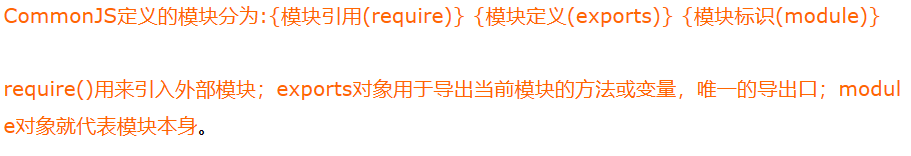 CommonJS定义的模块分为:{模块引用(require)} {模块定义(exports)} {模块标识(module)}
require()用来引入外部模块；exports对象用于导出当前模块的方法或变量，唯一的导出口；modul
e对象就代表模块本身。